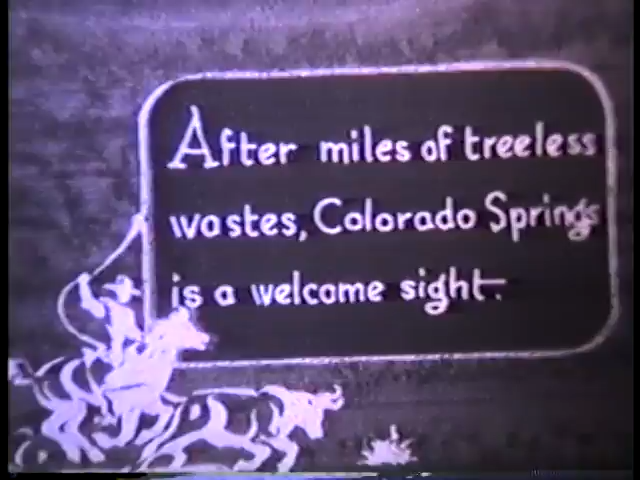 After miles of treeless
wastes, Colorado Springs
is a welcome sight.